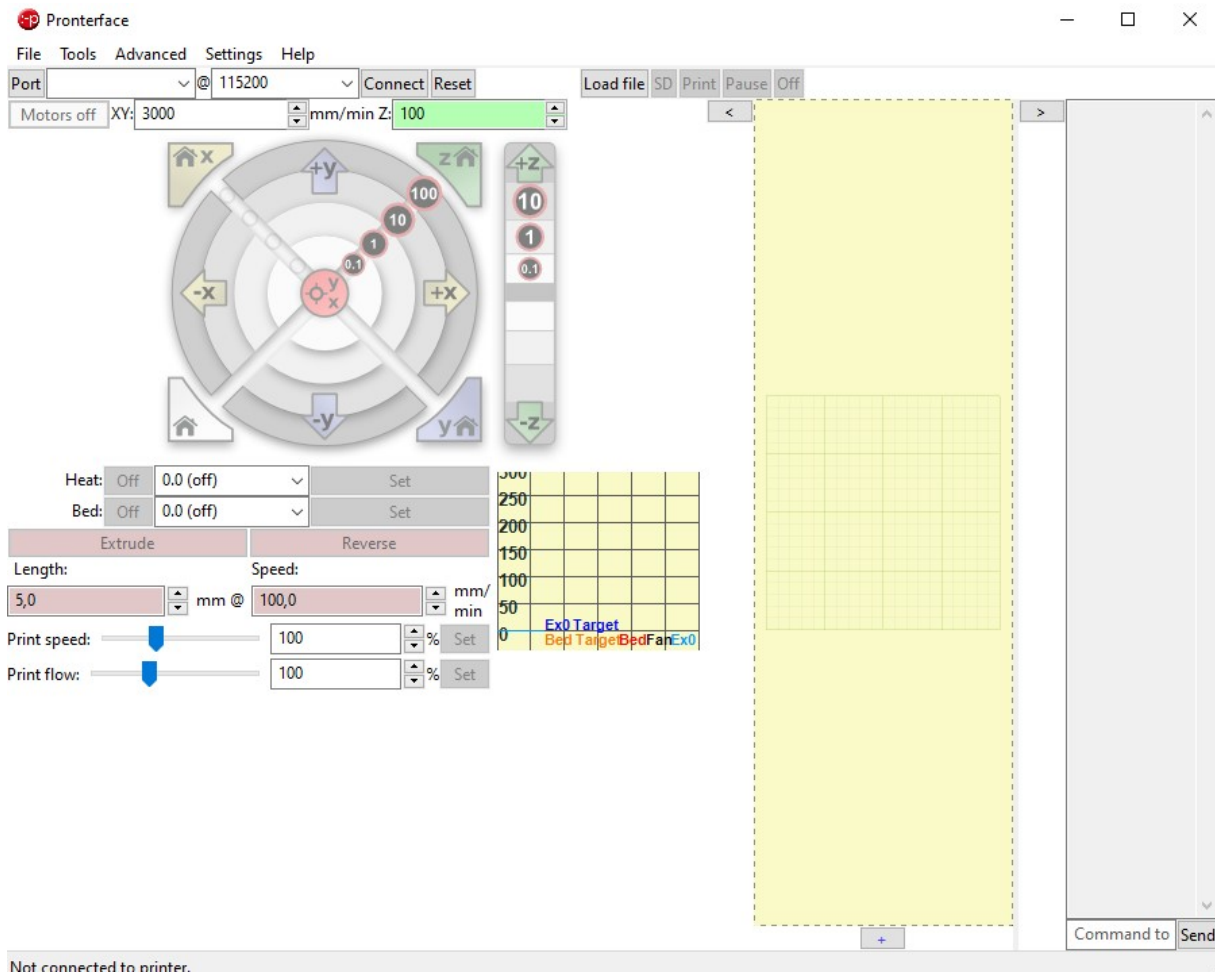 Pronterface
File Tools Advanced Settings Help
Port @ 115200 Connect Reset Load file SD Print Pause Off
Motors off XY: 3000 mm/min Z: 100 < >
x +y z
100
10
1
0.1
-x y x +x
-y y
+z
10
1
0.1
-z
Heat: Off 0.0 (off) Set
Bed: Off 0.0 (off) Set
Extrude Reverse
Length: Speed:
5,0 mm @ 100,0 mm/
min
Print speed: 100 % Set
Print flow: 100 % Set
300
250
200
150
100
50
0
Ex0 Target
Bed Target Bed Fan Ex0
+
Command to Send
Not connected to printer.